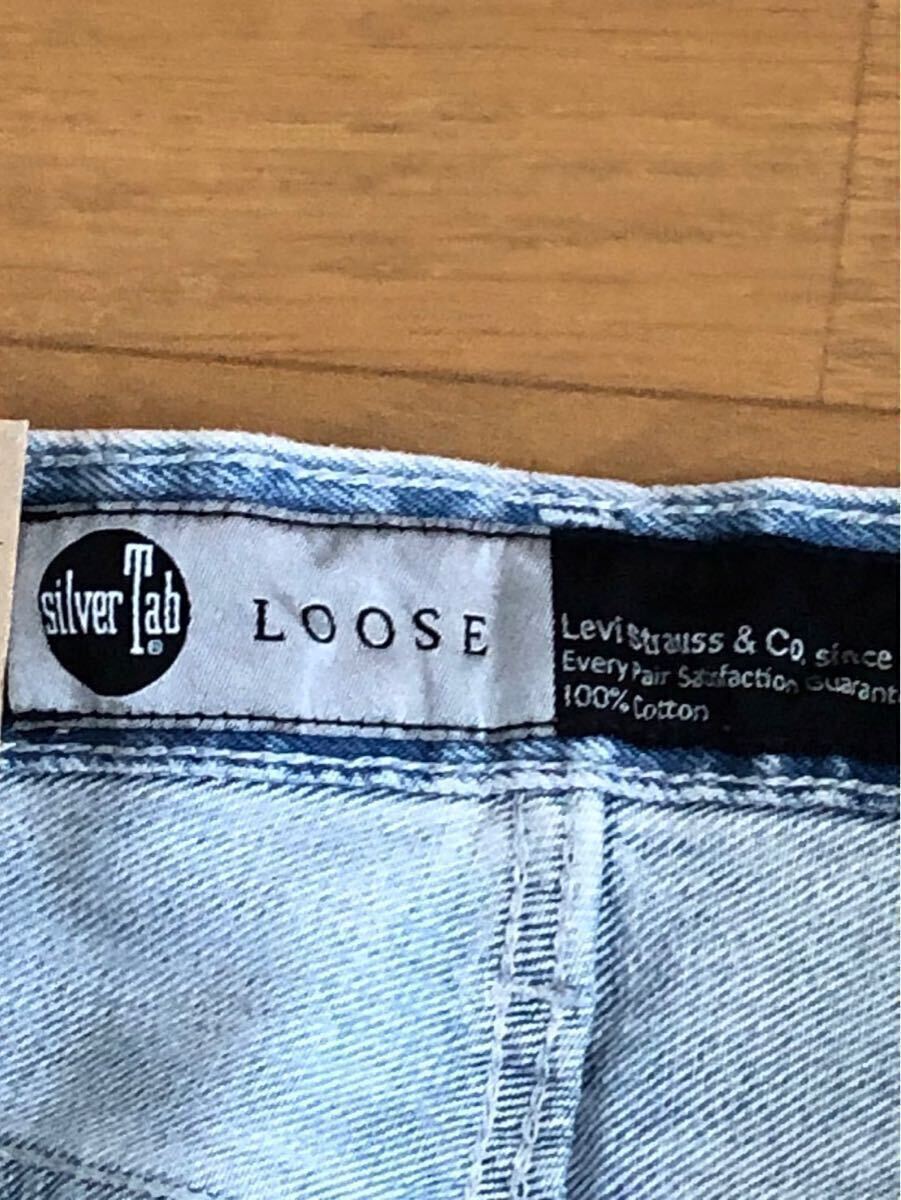 silver Tab®
LOOSE
Levi Strauss & Co. since
Every Pair Satisfaction Guarant
100% Cotton